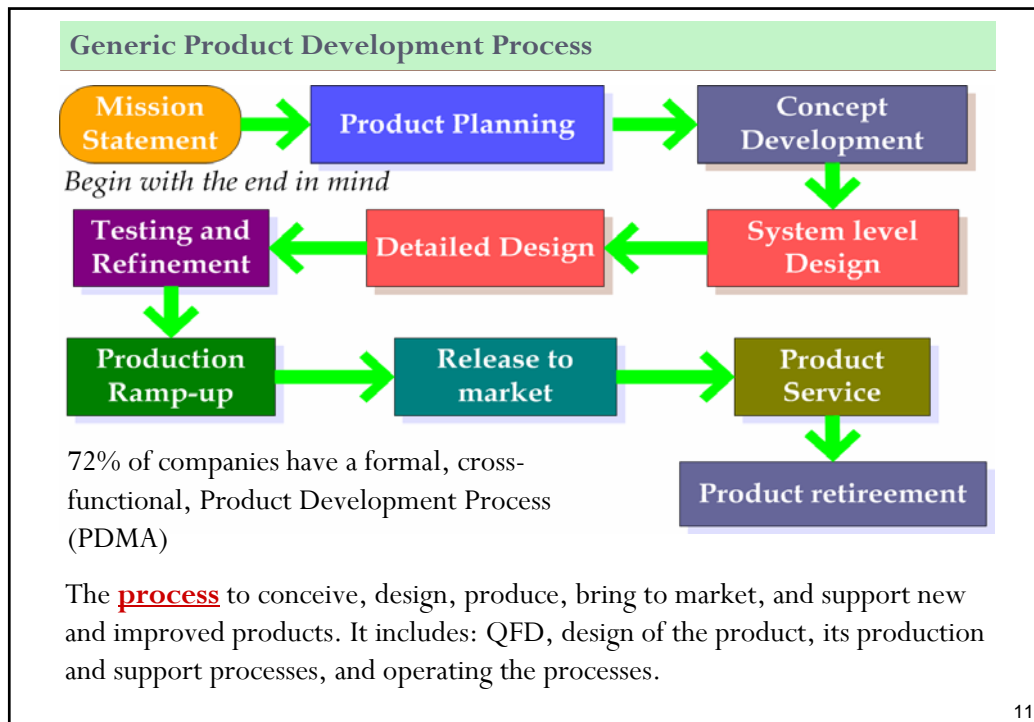 Generic Product Development Process
Mission
Statement
Product Planning
Concept
Development
Begin with the end in mind
System level
Design
Detailed Design
Testing and
Refinement
Production
Ramp-up
Release to
market
Product
Service
Product retireement
72% of companies have a formal, cross-
functional, Product Development Process
(PDMA)
The process to conceive, design, produce, bring to market, and support new
and improved products. It includes: QFD, design of the product, its production
and support processes, and operating the processes.
11